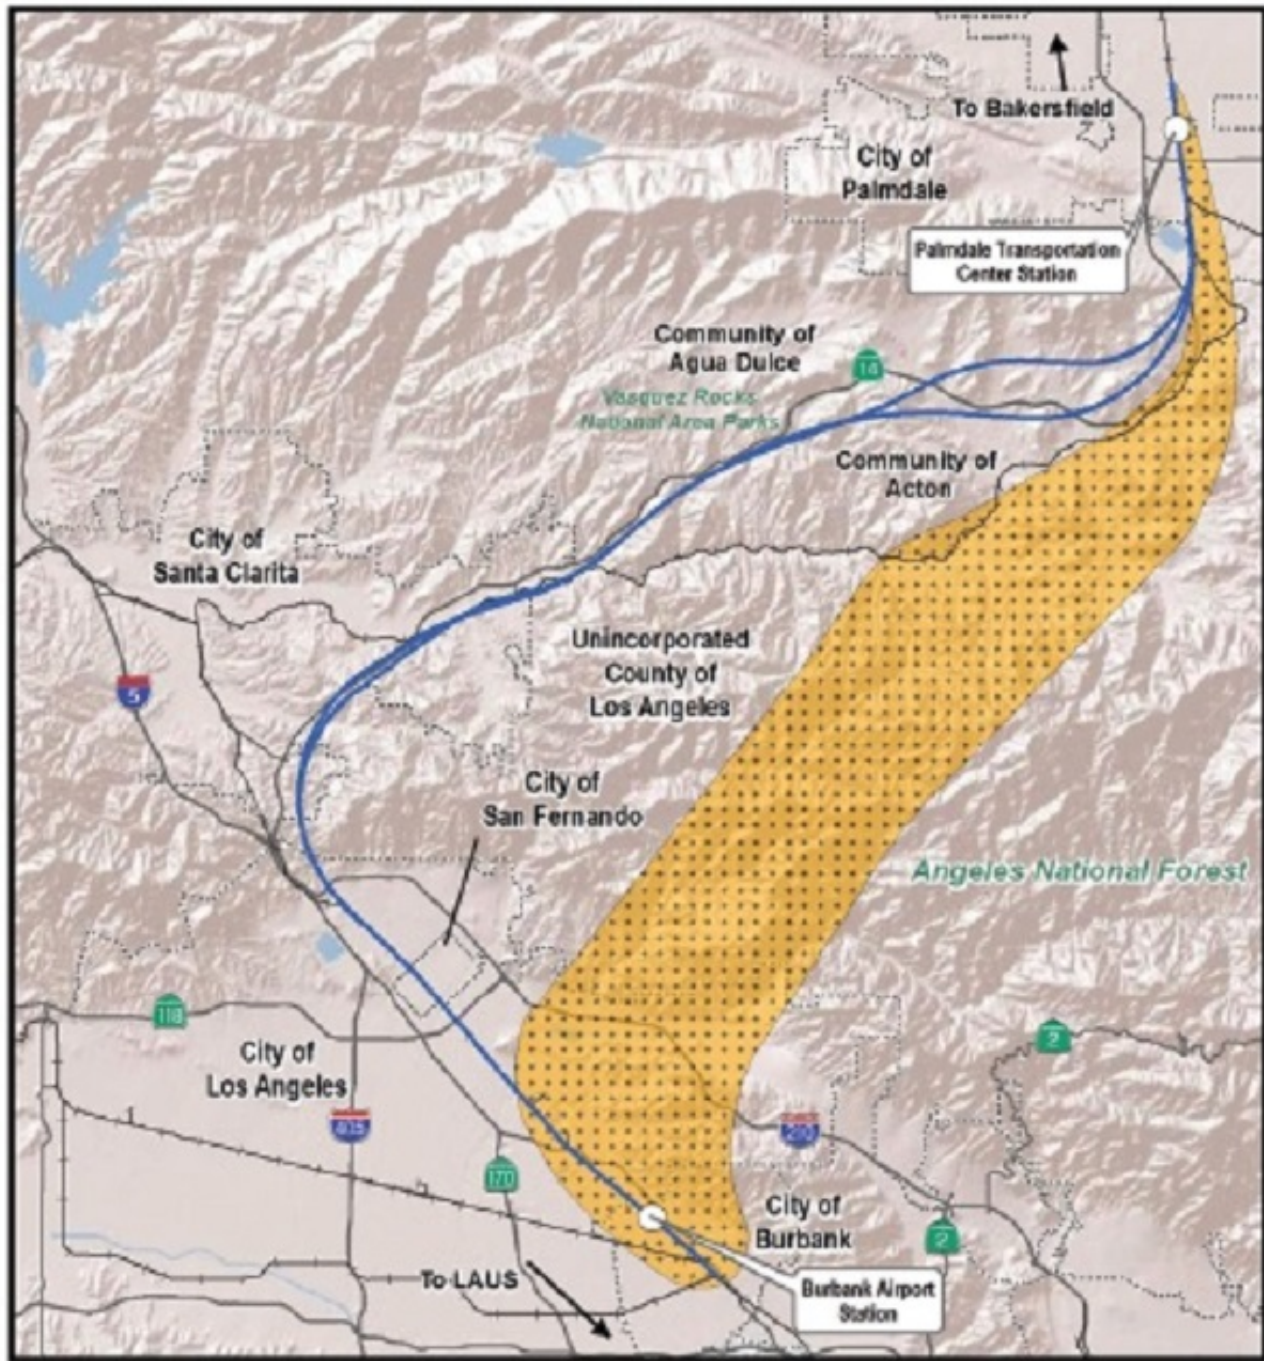 To Bakersfield
City of
Palmdale
Palmdale Transportation
Center Station
Community of
Agua Dulce
14
Vasquez Rocks
National Area Parks
Community of
Acton
City of
Santa Clarita
Unincorporated
County of
Los Angeles
5
City of
San Fernando
Angeles National Forest
118
2
City of
Los Angeles
405
210
170
City of
Burbank
2
To LAUS
Burbank Airport
Station